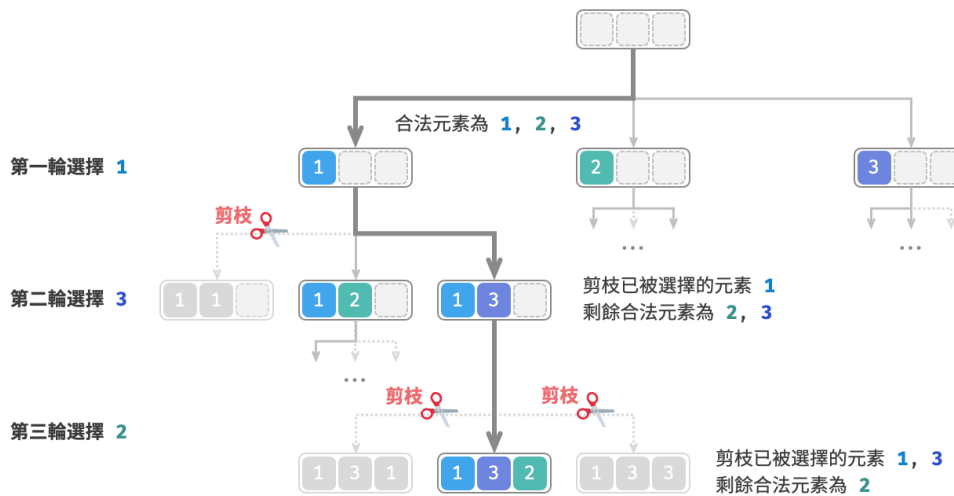 合法元素為 1, 2, 3
第一輪選擇 1
1
2
3
剪枝
...
...
第二輪選擇 3
1 1
1 2
1 3
剪枝已被選擇的元素 1
剩餘合法元素為 2, 3
...
剪枝
剪枝
第三輪選擇 2
1 3 1
1 3 2
1 3 3
剪枝已被選擇的元素 1, 3
剩餘合法元素為 2